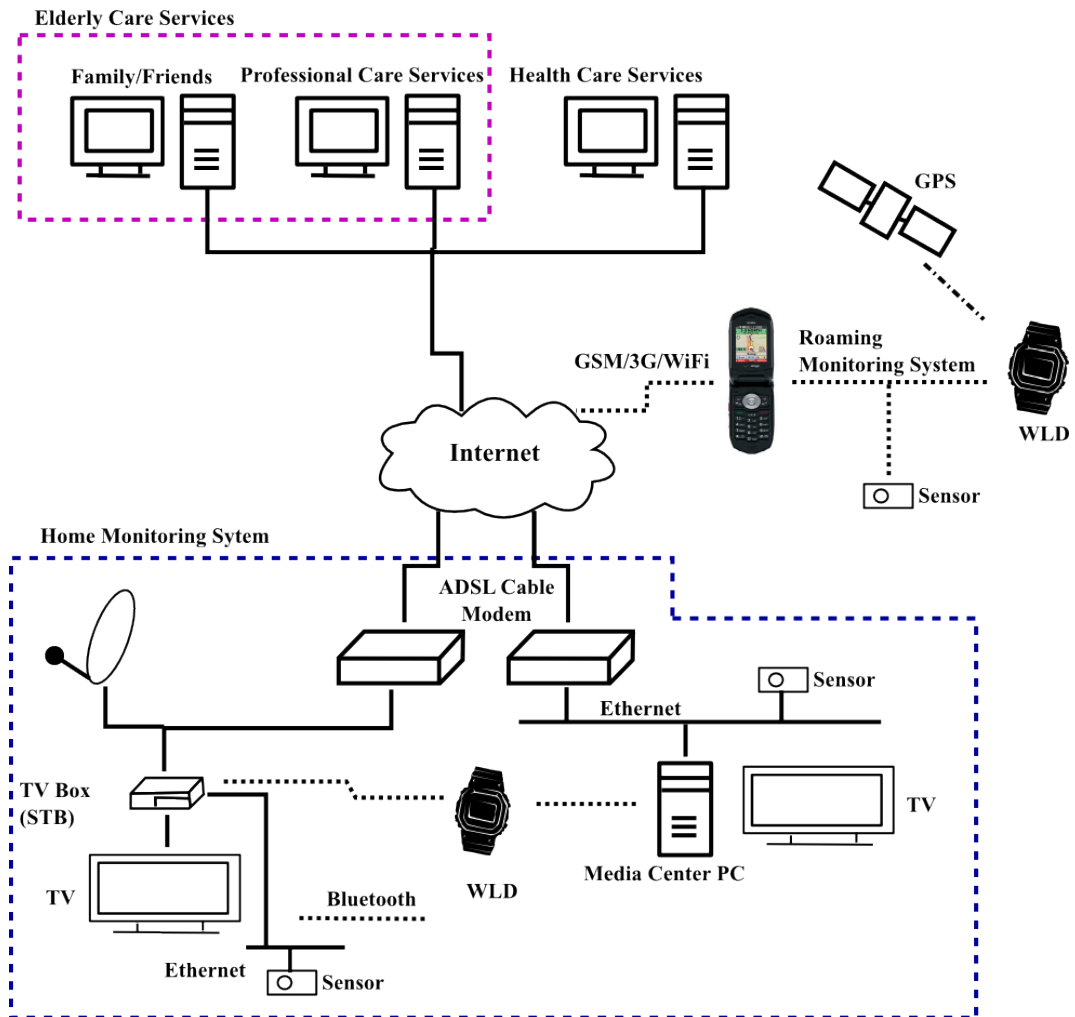 Elderly Care Services
Family/Friends
Professional Care Services
Health Care Services
GPS
GSM/3G/WiFi
Roaming
Monitoring System
WLD
Internet
Sensor
Home Monitoring Sytem
ADSL Cable
Modem
Sensor
Ethernet
TV Box
(STB)
TV
TV
WLD
Media Center PC
Bluetooth
Ethernet
Sensor